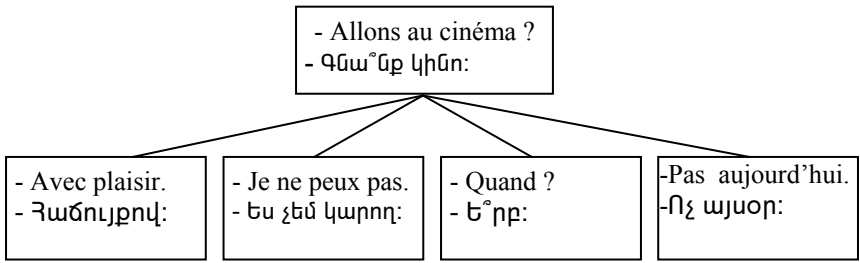 - Allons au cinéma ?
- Գնա՞նք կինո:
- Avec plaisir.
- Հաճույքով:
- Je ne peux pas.
- Ես չեմ կարող:
- Quand ?
- Ե՞րբ:
-Pas aujourd’hui.
-Ոչ այսօր: